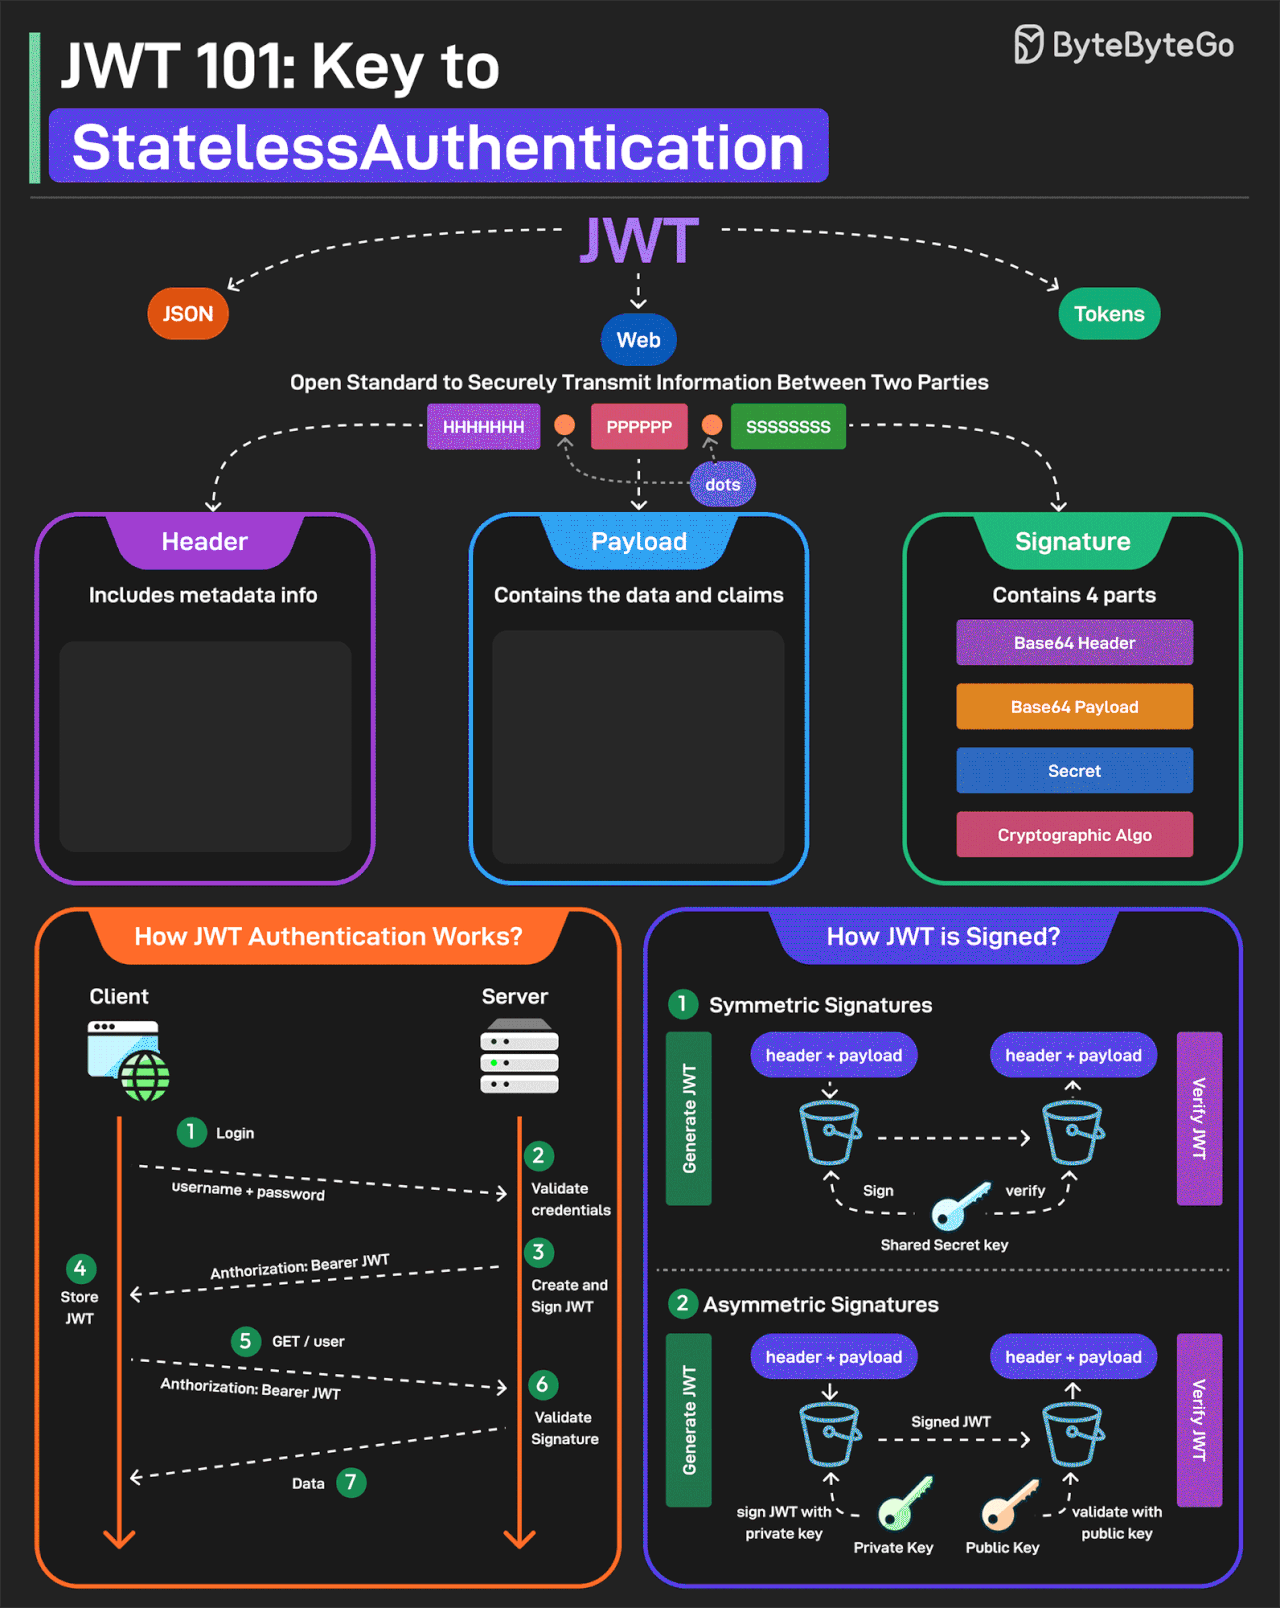 JWT 101: Key to
StatelessAuthentication
ByteByteGo
JWT
JSON
Web
Tokens
Open Standard to Securely Transmit Information Between Two Parties
HHHHHHH
PPPPPP
SSSSSSSS
dots
Header
Includes metadata info
Payload
Contains the data and claims
Signature
Contains 4 parts
Base64 Header
Base64 Payload
Secret
Cryptographic Algo
How JWT Authentication Works?
Client
Server
1 Login
username + password
2
Validate
credentials
3
Create and
Sign JWT
Anthorization: Bearer JWT
4
Store
JWT
5 GET / user
Anthorization: Bearer JWT
6
Validate
Signature
Data 7
How JWT is Signed?
1 Symmetric Signatures
Generate JWT
header + payload
header + payload
Verify JWT
Sign
verify
Shared Secret key
2 Asymmetric Signatures
Generate JWT
header + payload
header + payload
Verify JWT
Signed JWT
sign JWT with
private key
Private Key
Public Key
validate with
public key